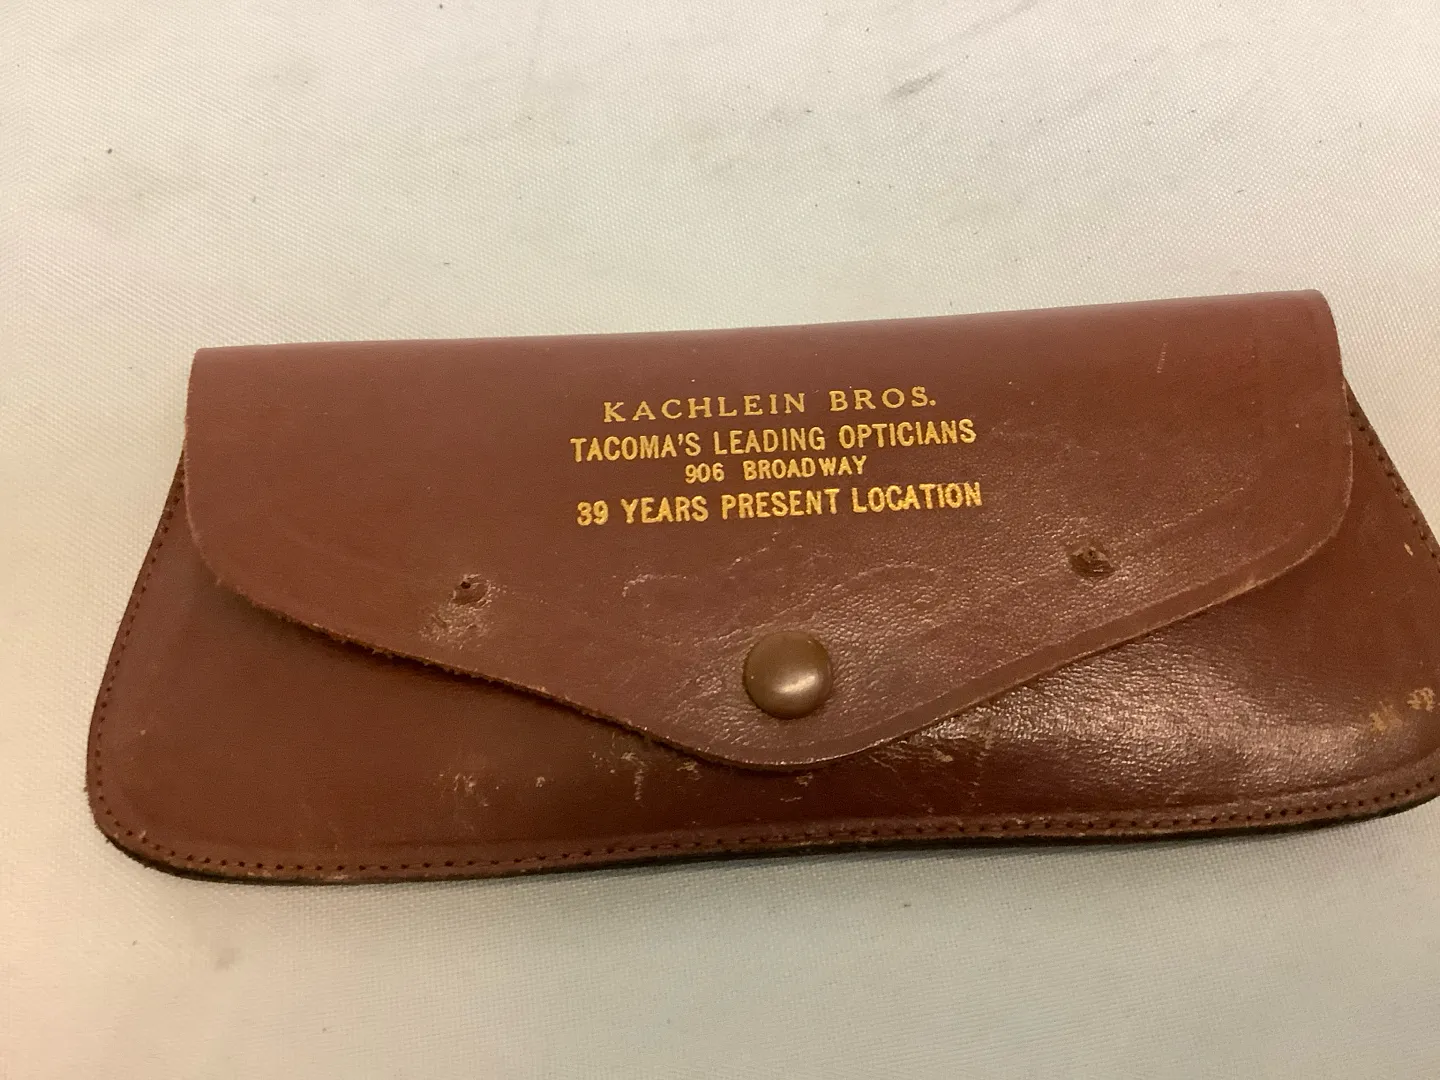 KACHLEIN BROS.
TACOMA'S LEADING OPTICIANS
906 BROADWAY
39 YEARS PRESENT LOCATION